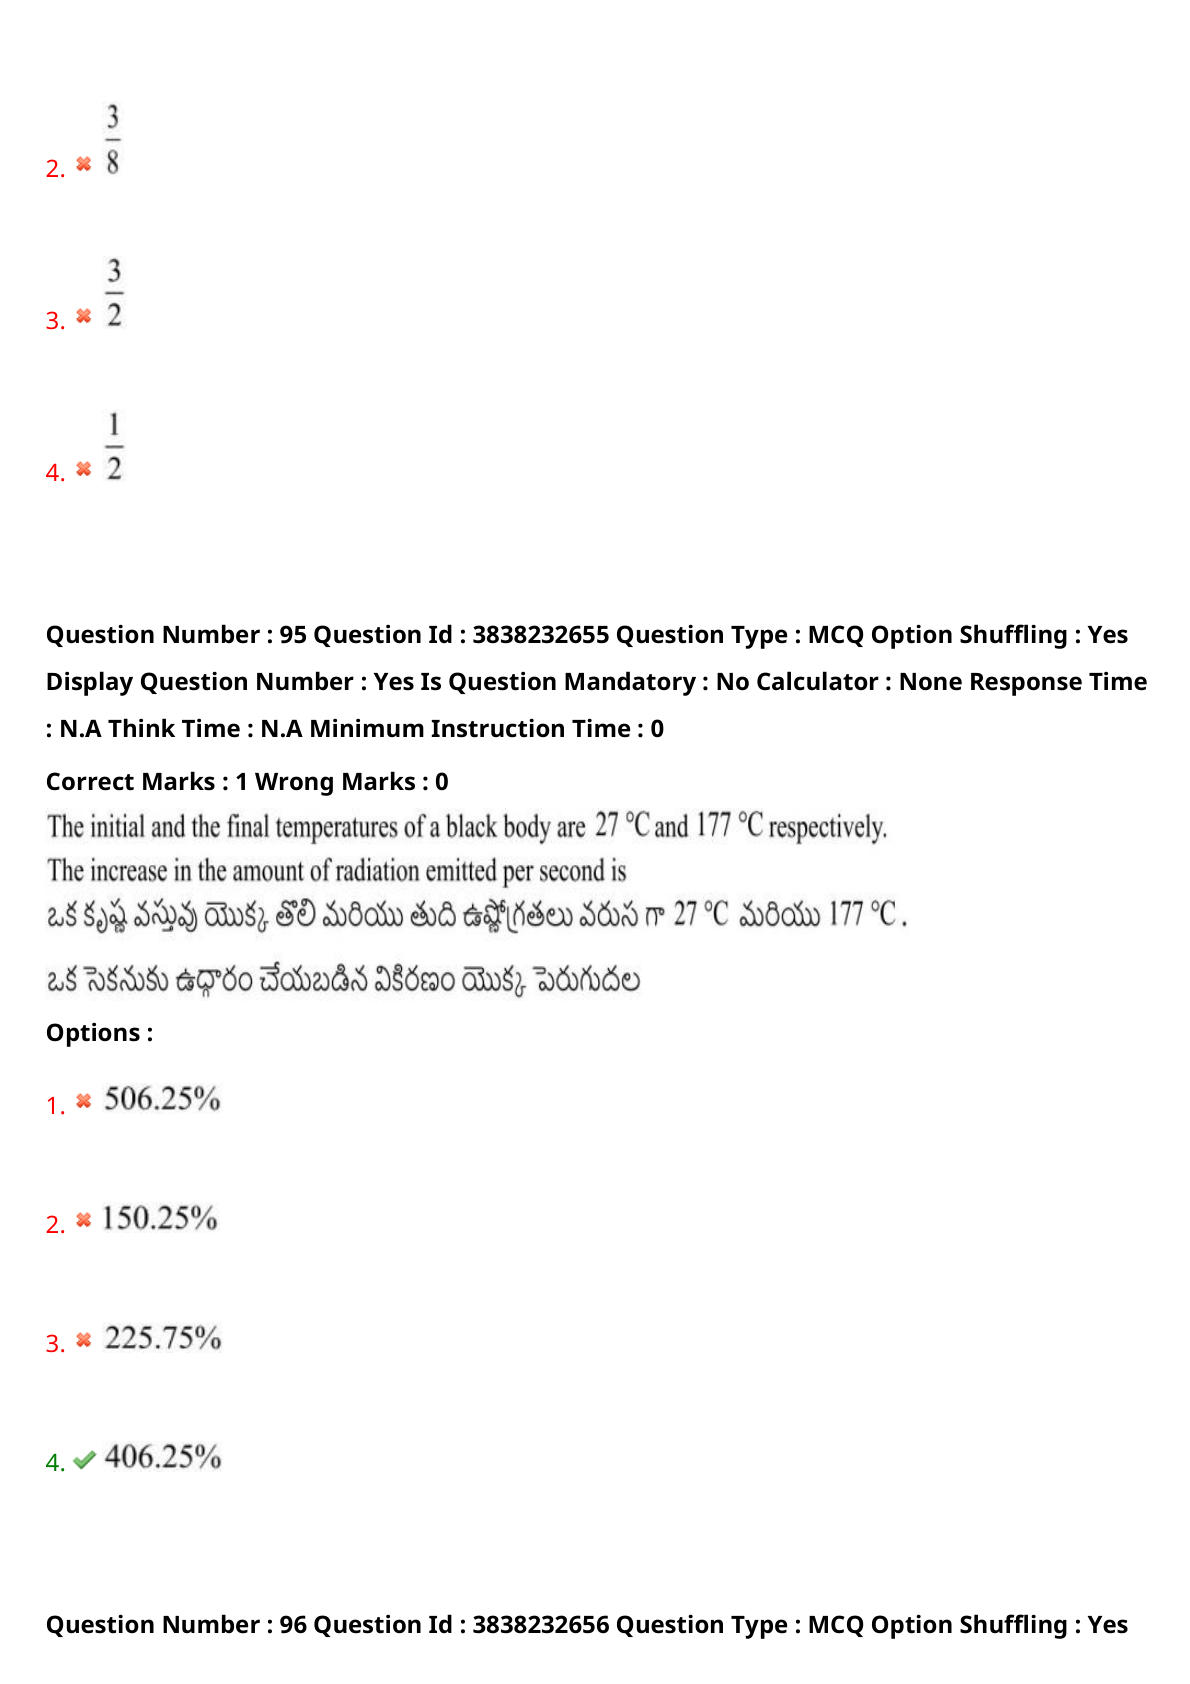 2. 3/8
3. 3/2
4. 1/2
Question Number : 95 Question Id : 3838232655 Question Type : MCQ Option Shuffling : Yes
Display Question Number : Yes Is Question Mandatory : No Calculator : None Response Time
: N.A Think Time : N.A Minimum Instruction Time : 0
Correct Marks : 1 Wrong Marks : 0
The initial and the final temperatures of a black body are 27 °C and 177 °C respectively.
The increase in the amount of radiation emitted per second is
ఒక కృష్ణ వస్తువు యొక్క తొలి మరియు తుది ఉష్ణోగ్రతలు వరుస గా 27 °C మరియు 177 °C .
ఒక సెకనుకు ఉద్గారం చేయబడిన వికిరణం యొక్క పెరుగుదల
Options :
1. 506.25%
2. 150.25%
3. 225.75%
4. 406.25%
Question Number : 96 Question Id : 3838232656 Question Type : MCQ Option Shuffling : Yes